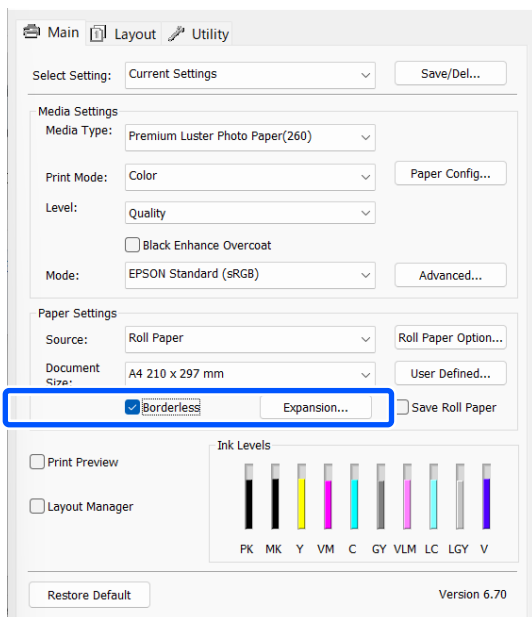 Main Layout Utility
Select Setting: Current Settings Save/Del...
Media Settings
Media Type: Premium Luster Photo Paper(260)
Print Mode: Color Paper Config...
Level: Quality
Black Enhance Overcoat
Mode: EPSON Standard (sRGB) Advanced...
Paper Settings
Source: Roll Paper Roll Paper Option...
Document
Size: A4 210 x 297 mm User Defined...
Borderless Expansion... Save Roll Paper
Ink Levels
Print Preview
Layout Manager
PK MK Y VM C GY VLM LC LGY V
Restore Default Version 6.70